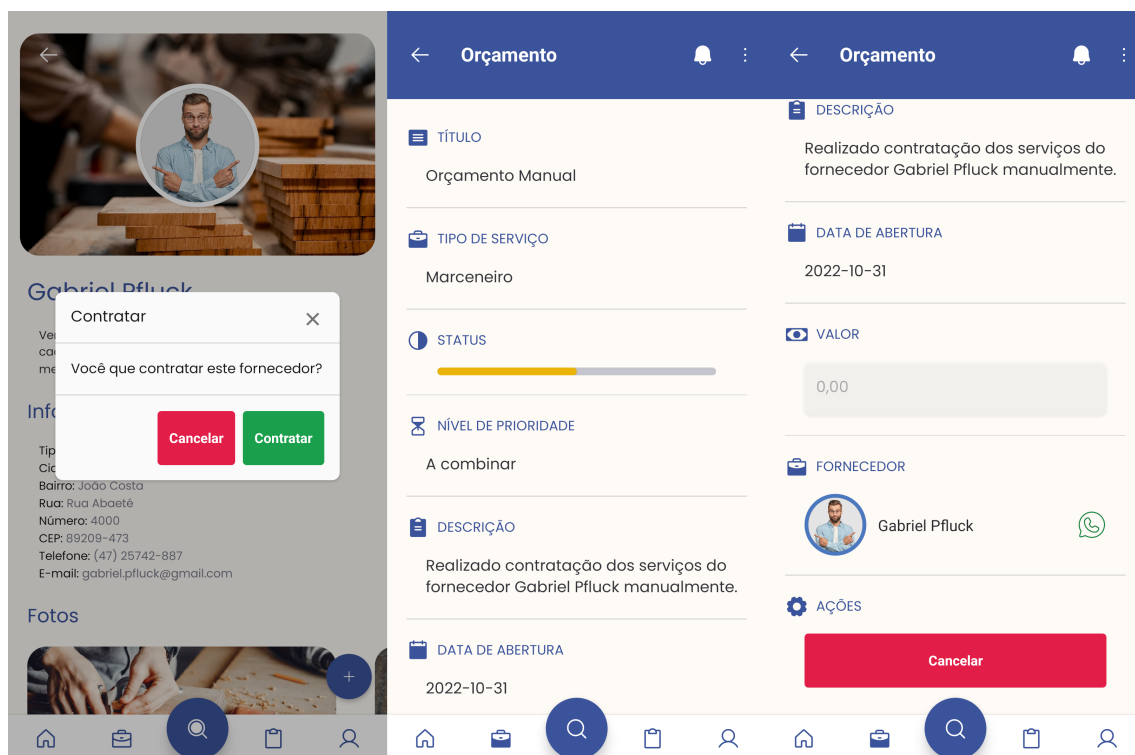 Gabriel Pfluck
Contratar
Você que contratar este fornecedor?
Cancelar
Contratar
Bairro: João Costa
Rua: Rua Abaeté
Número: 4000
CEP: 89209-473
Telefone: (47) 25742-887
E-mail: gabriel.pfluck@gmail.com
Fotos
Orçamento
TÍTULO
Orçamento Manual
TIPO DE SERVIÇO
Marceneiro
STATUS
NÍVEL DE PRIORIDADE
A combinar
DESCRIÇÃO
Realizado contratação dos serviços do
fornecedor Gabriel Pfluck manualmente.
DATA DE ABERTURA
2022-10-31
Orçamento
DESCRIÇÃO
Realizado contratação dos serviços do
fornecedor Gabriel Pfluck manualmente.
DATA DE ABERTURA
2022-10-31
VALOR
0,00
FORNECEDOR
Gabriel Pfluck
AÇÕES
Cancelar